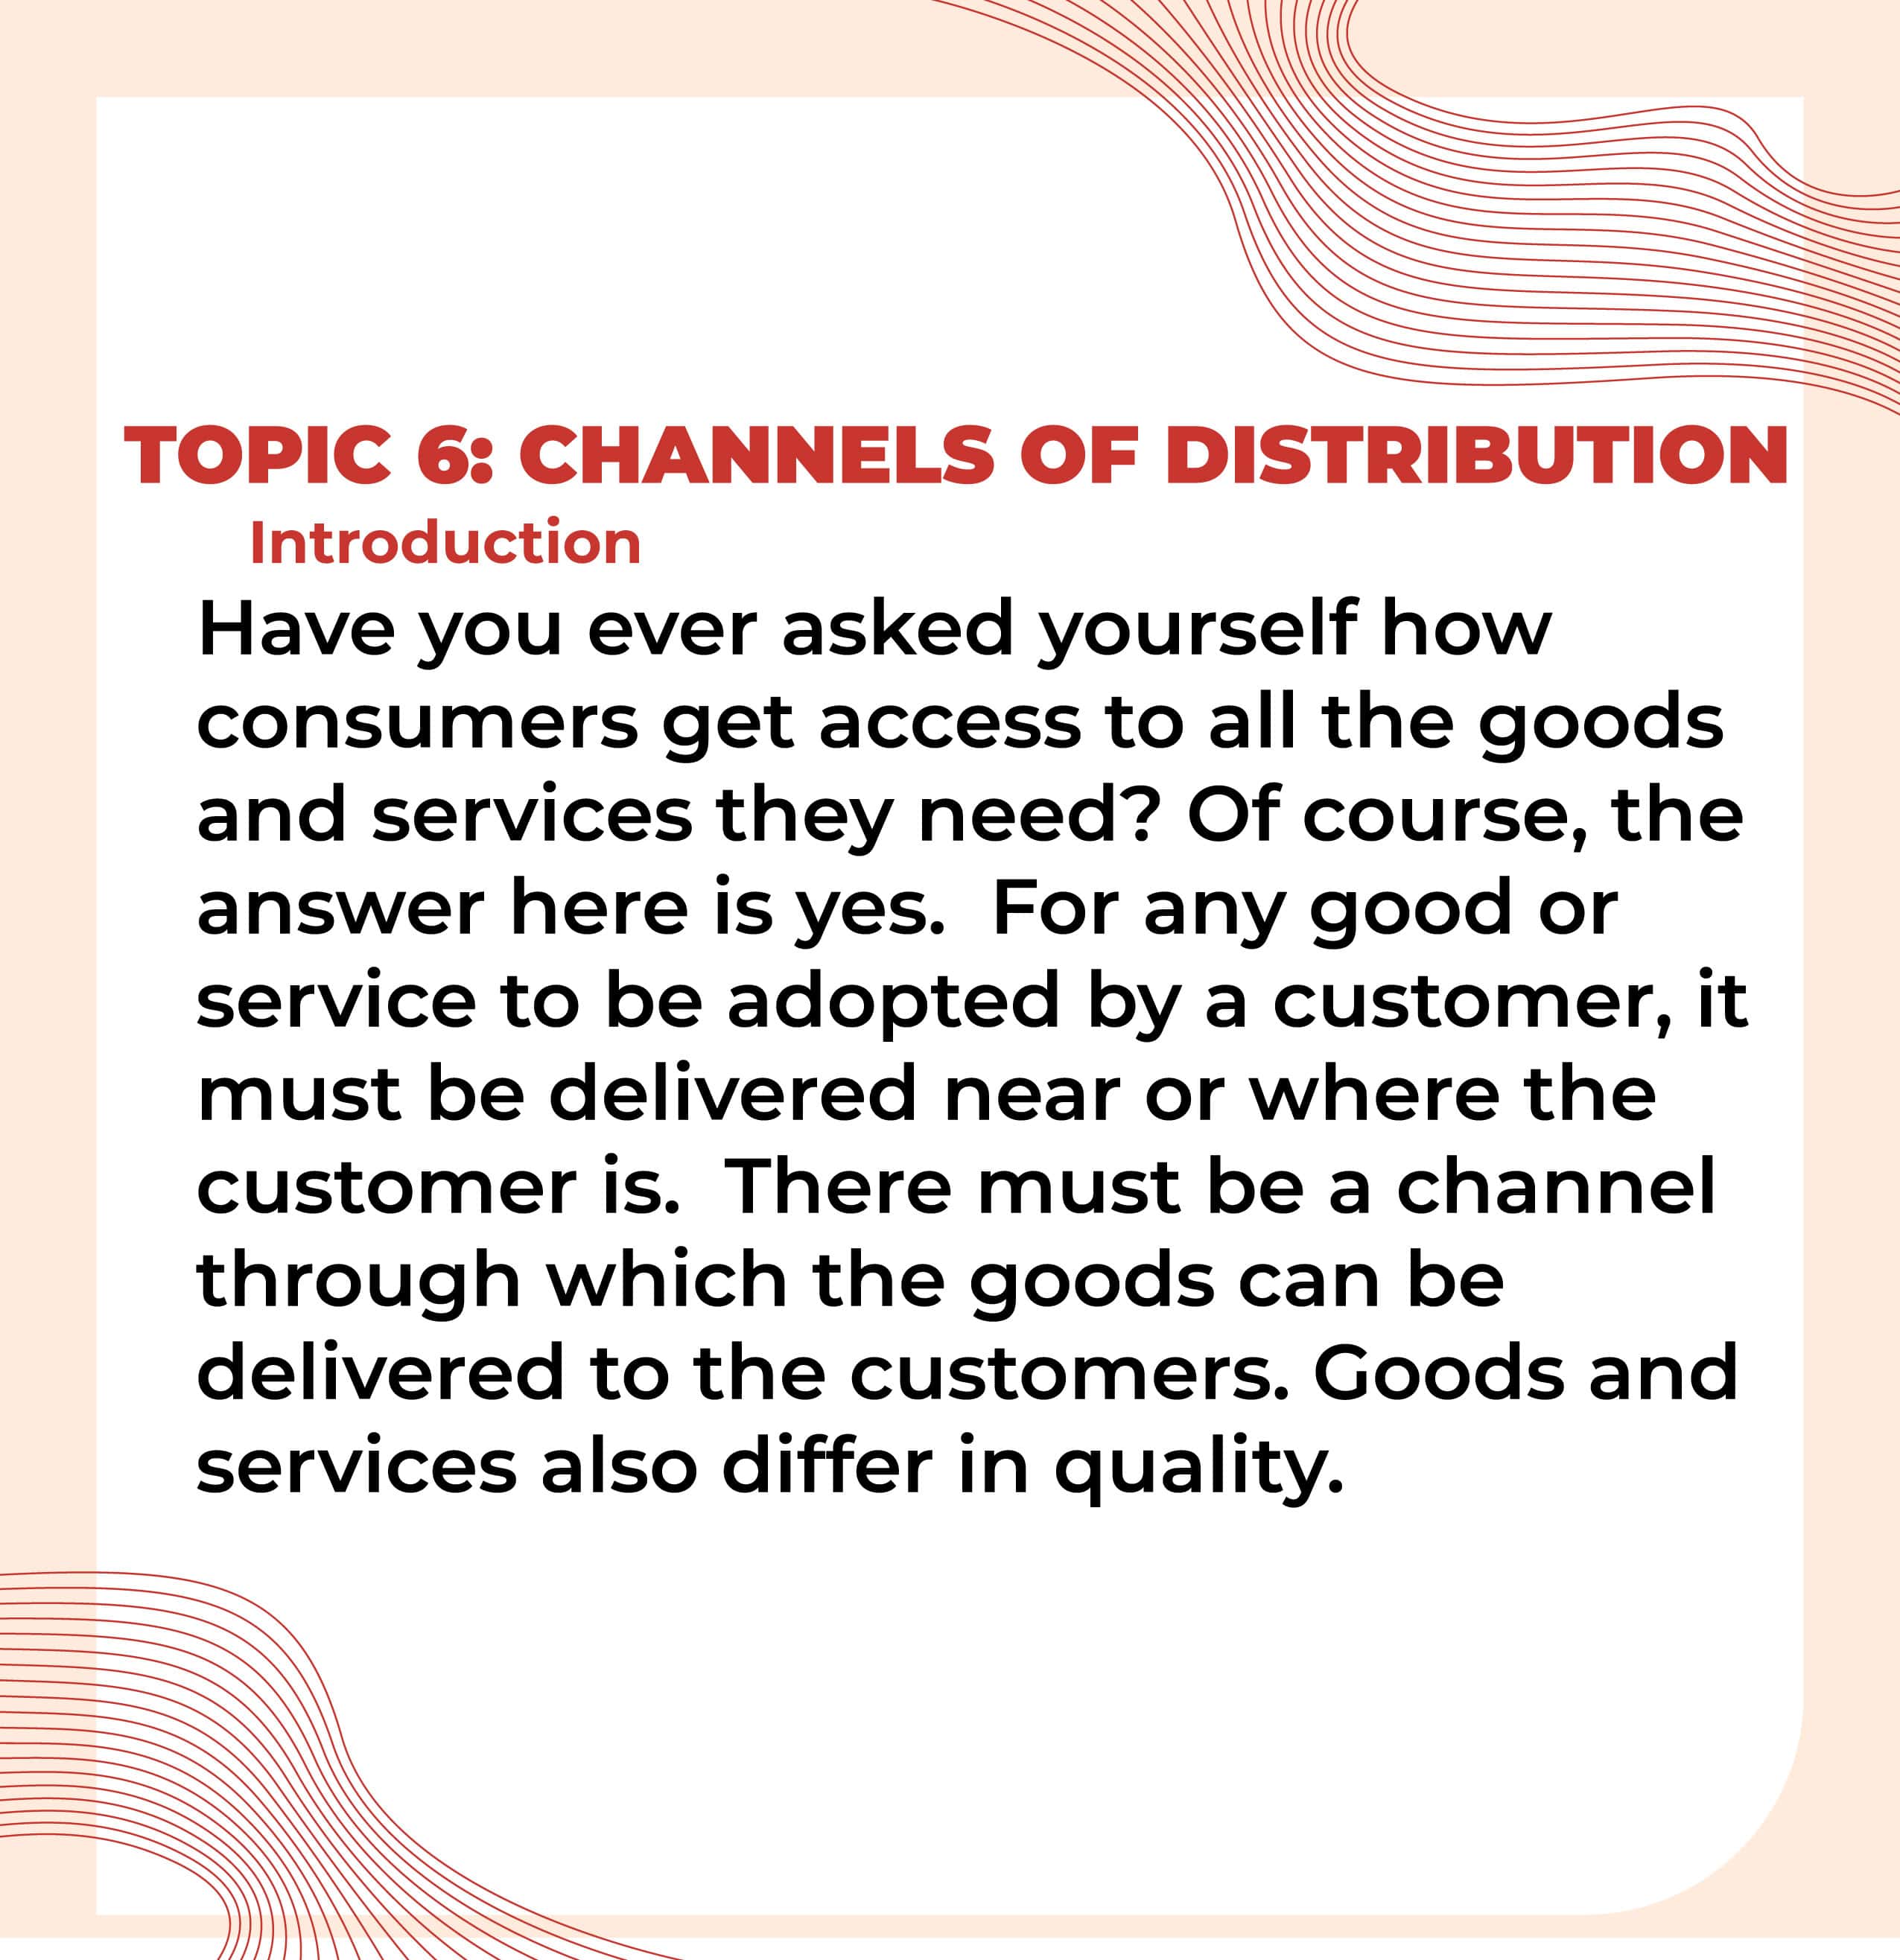 TOPIC 6: CHANNELS OF DISTRIBUTION
Introduction
Have you ever asked yourself how
consumers get access to all the goods
and services they need? Of course, the
answer here is yes.  For any good or
service to be adopted by a customer, it
must be delivered near or where the
customer is.  There must be a channel
through which the goods can be
delivered to the customers. Goods and
services also differ in quality.